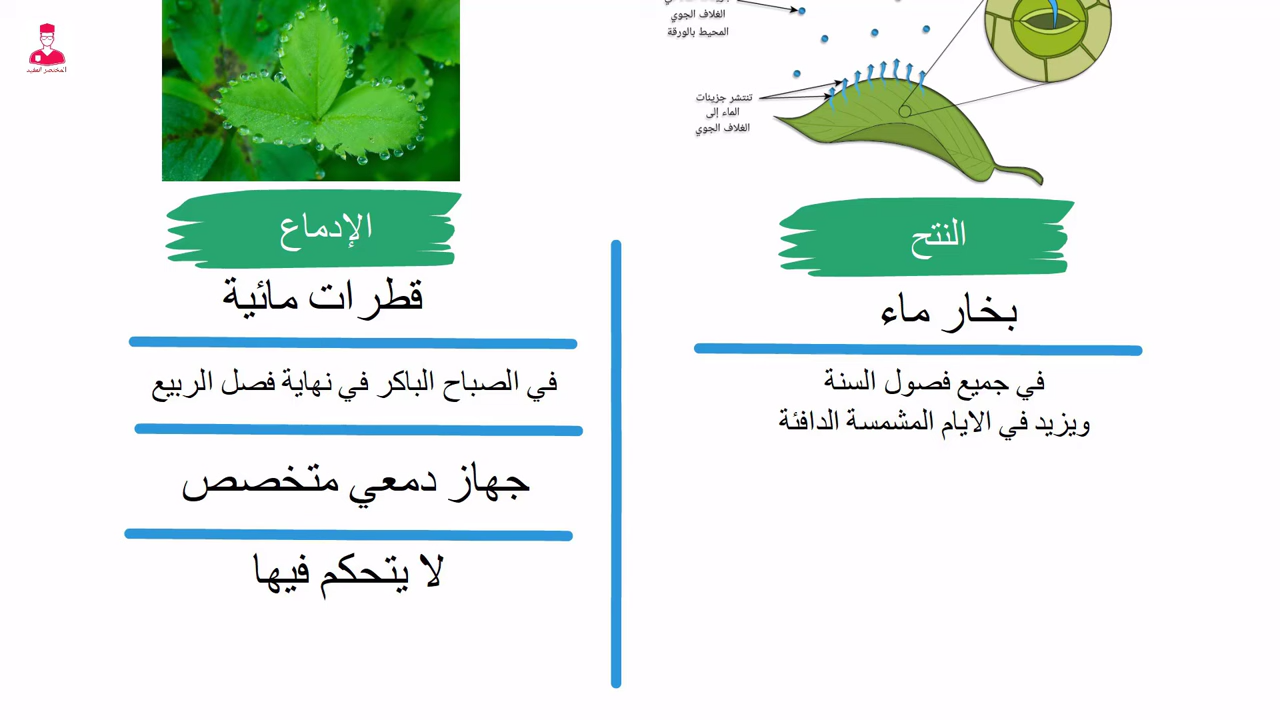 الغلاف الجوي
المحيط بالورقة
تنتشر جزيئات
الماء إلى
الغلاف الجوي
النتح
بخار ماء
في جميع فصول السنة
ويزيد في الايام المشمسة الدافئة
المختصر المفيد
الإدماع
قطرات مائية
في الصباح الباكر في نهاية فصل الربيع
جهاز دمعي متخصص
لا يتحكم فيها